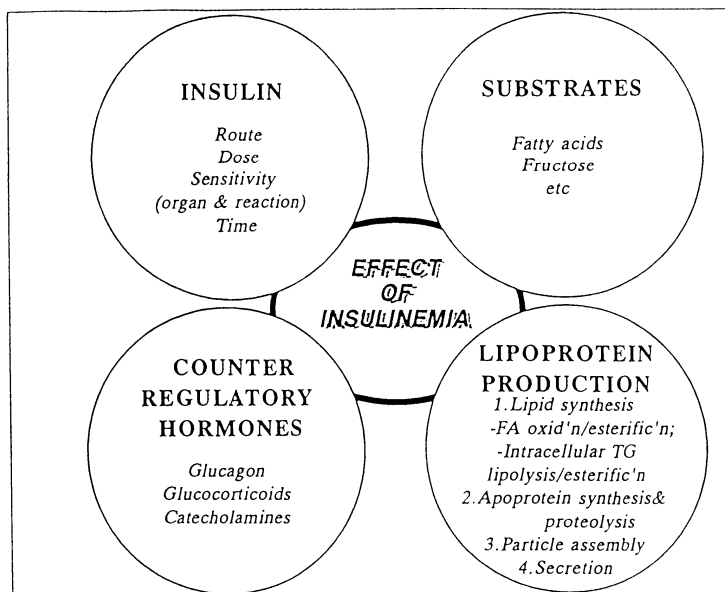 INSULIN
Route
Dose
Sensitivity
(organ & reaction)
Time
SUBSTRATES
Fatty acids
Fructose
etc
EFFECT
OF
INSULINEMIA
COUNTER
REGULATORY
HORMONES
Glucagon
Glucocorticoids
Catecholamines
LIPOPROTEIN
PRODUCTION
1.Lipid synthesis
-FA oxid'n/esterific'n;
-Intracellular TG
lipolysis/esterific'n
2.Apoprotein synthesis&
proteolysis
3.Particle assembly
4.Secretion